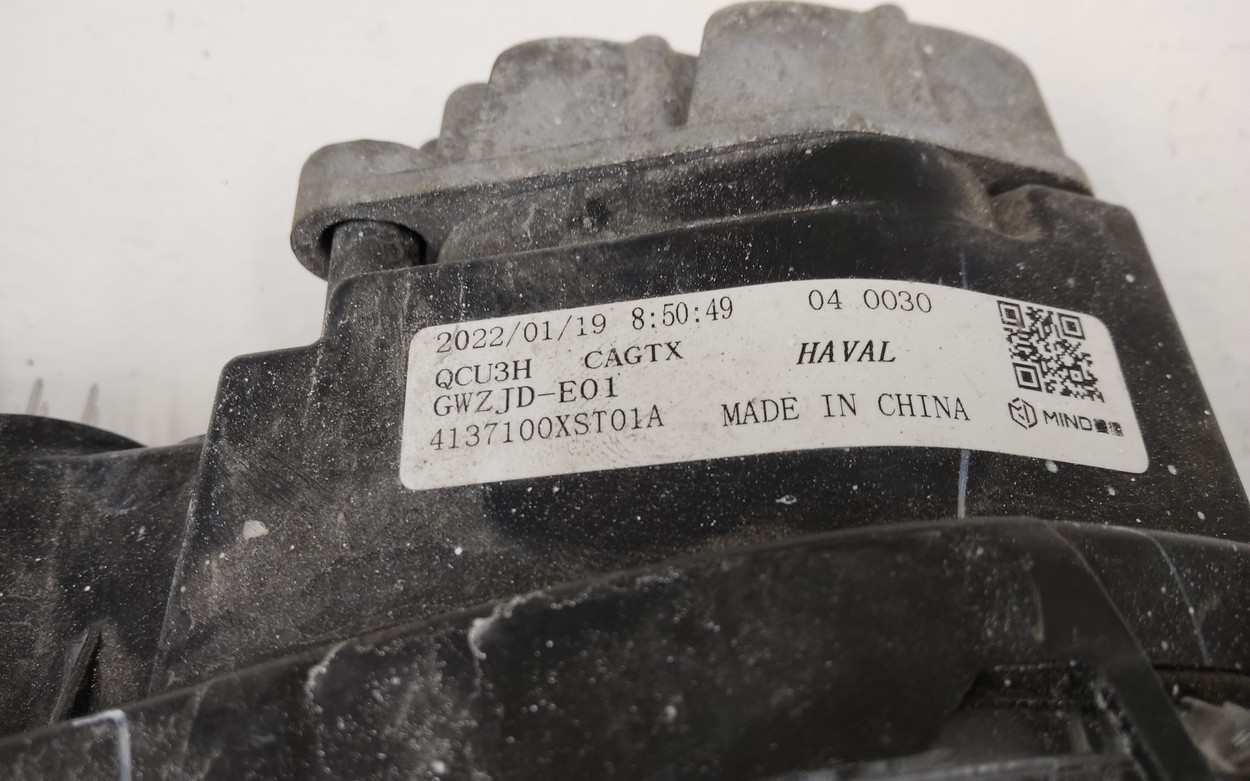 2022/01/19 8:50:49 04 0030
QCU3H CAGTX HAVAL
GWZJD-E01
4137100XST01A MADE IN CHINA
MIND